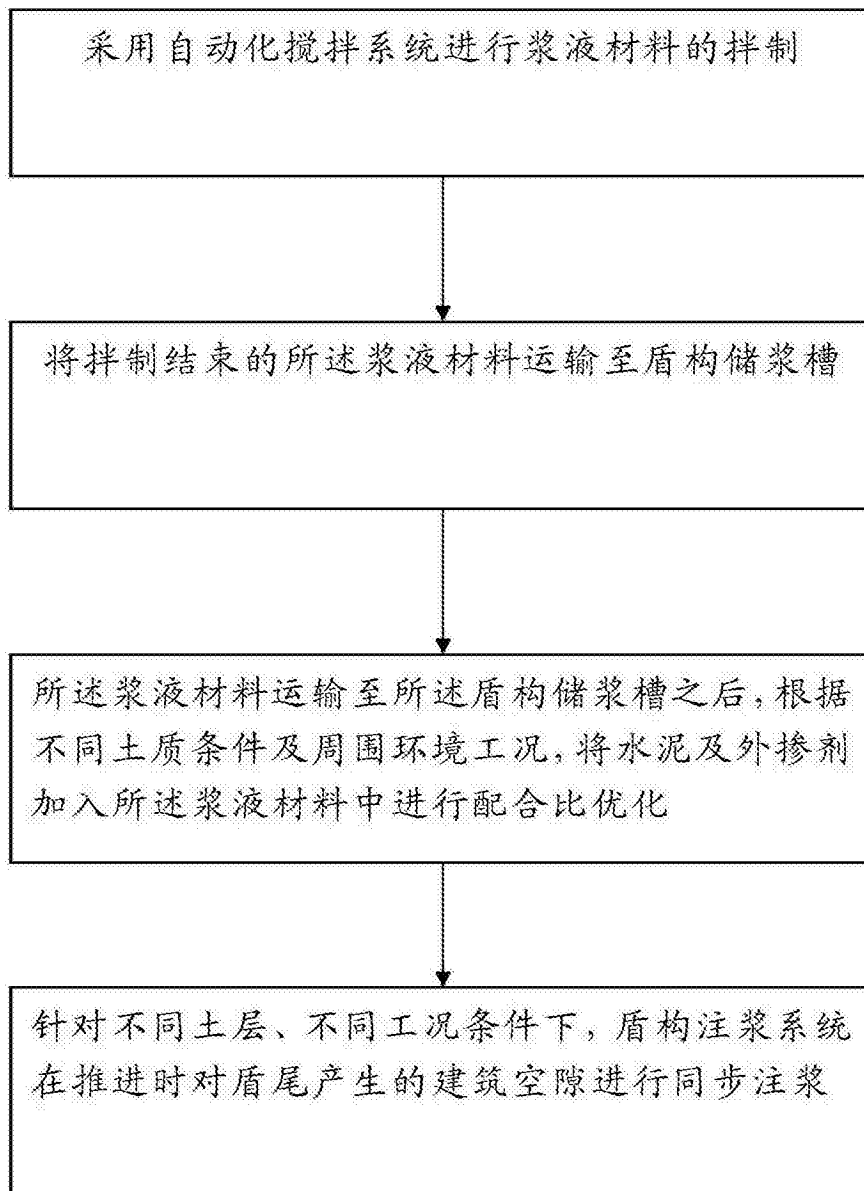 采用自动化搅拌系统进行浆液材料的拌制
将拌制结束的所述浆液材料运输至盾构储浆槽
所述浆液材料运输至所述盾构储浆槽之后,根据
不同土质条件及周围环境工况,将水泥及外掺剂
加入所述浆液材料中进行配合比优化
针对不同土层、不同工况条件下,盾构注浆系统
在推进时对盾尾产生的建筑空隙进行同步注浆